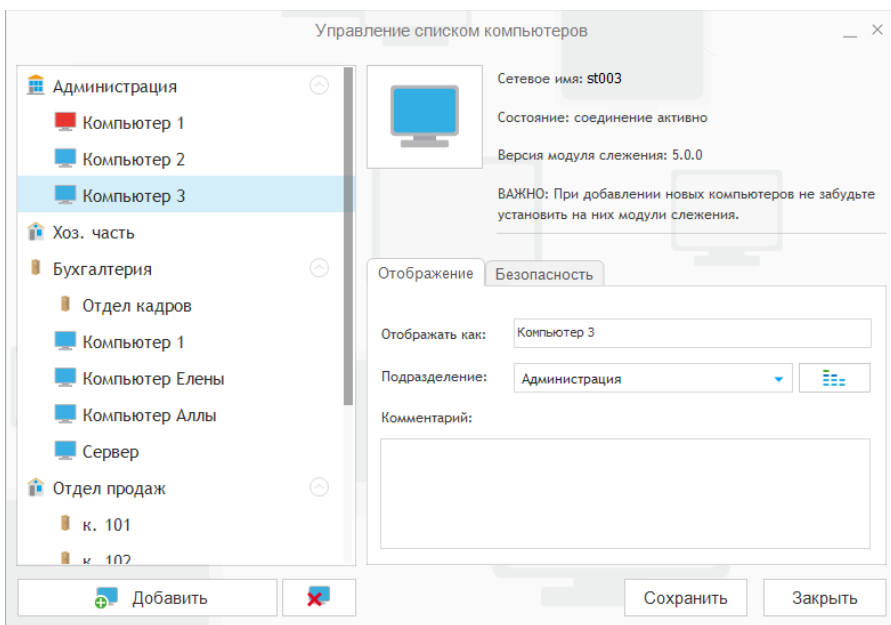 Управление списком компьютеров
Администрация
Компьютер 1
Компьютер 2
Компьютер 3
Хоз. часть
Бухгалтерия
Отдел кадров
Компьютер 1
Компьютер Елены
Компьютер Аллы
Сервер
Отдел продаж
к. 101
к. 102
Добавить
Сетевое имя: st003
Состояние: соединение активно
Версия модуля слежения: 5.0.0
ВАЖНО: При добавлении новых компьютеров не забудьте
установить на них модули слежения.
Отображение Безопасность
Отображать как: Компьютер 3
Подразделение: Администрация
Комментарий:
Сохранить Закрыть